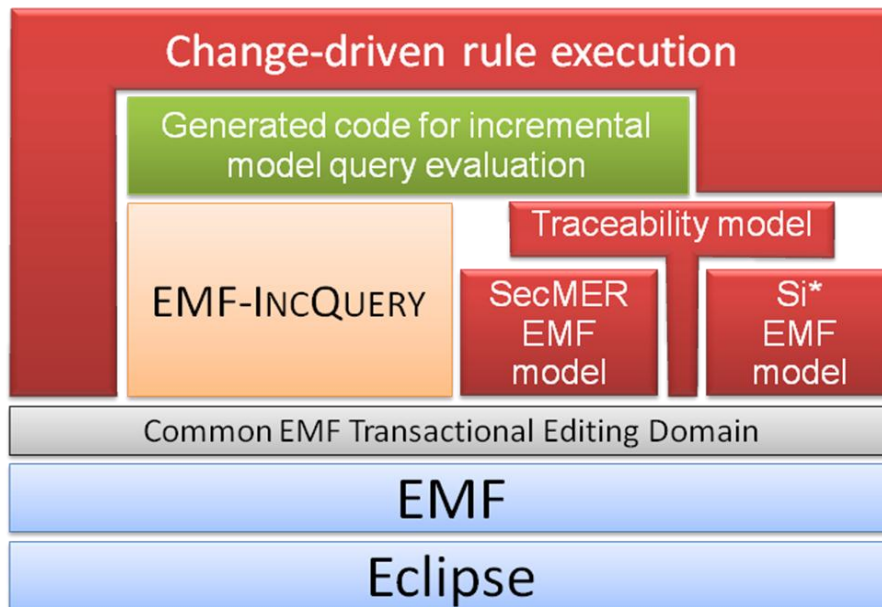 Change-driven rule execution
Generated code for incremental
model query evaluation
Traceability model
EMF-INCQUERY
SecMER
EMF
model
Si*
EMF
model
Common EMF Transactional Editing Domain
EMF
Eclipse